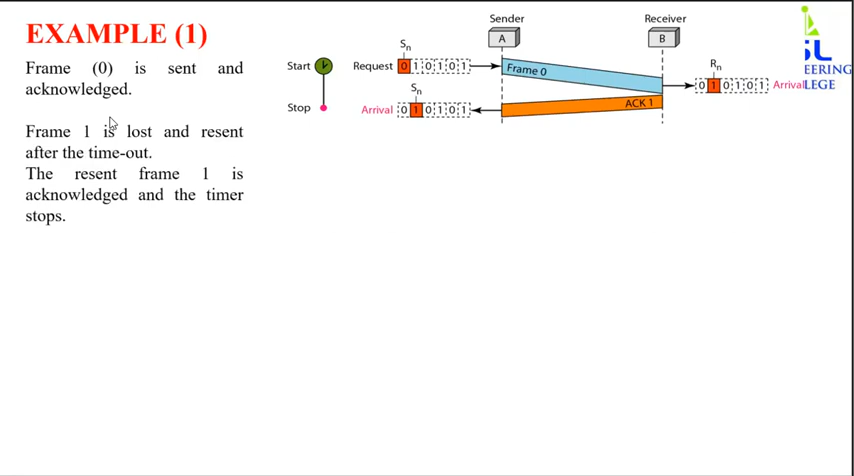 EXAMPLE (1)
Frame (0) is sent and
acknowledged.
Frame 1 is lost and resent
after the time-out.
The resent frame 1 is
acknowledged and the timer
stops.
Sender
Receiver
A
B
Sn
Start
Request
0 1 0 1 0 1
Frame 0
Rn
0 1 0 1 0 1
Arrival
Sn
Stop
Arrival
0 1 0 1 0 1
ACK 1
SL
EERING
LEGE